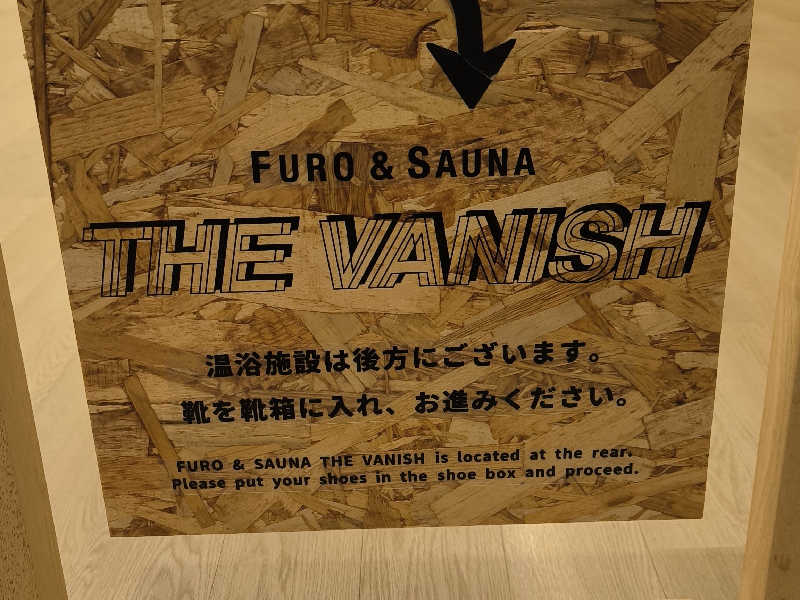 FURO & SAUNA
THE VANISH
温浴施設は後方にございます。
靴を靴箱に入れ、お進みください。
FURO & SAUNA THE VANISH is located at the rear.
Please put your shoes in the shoe box and proceed.